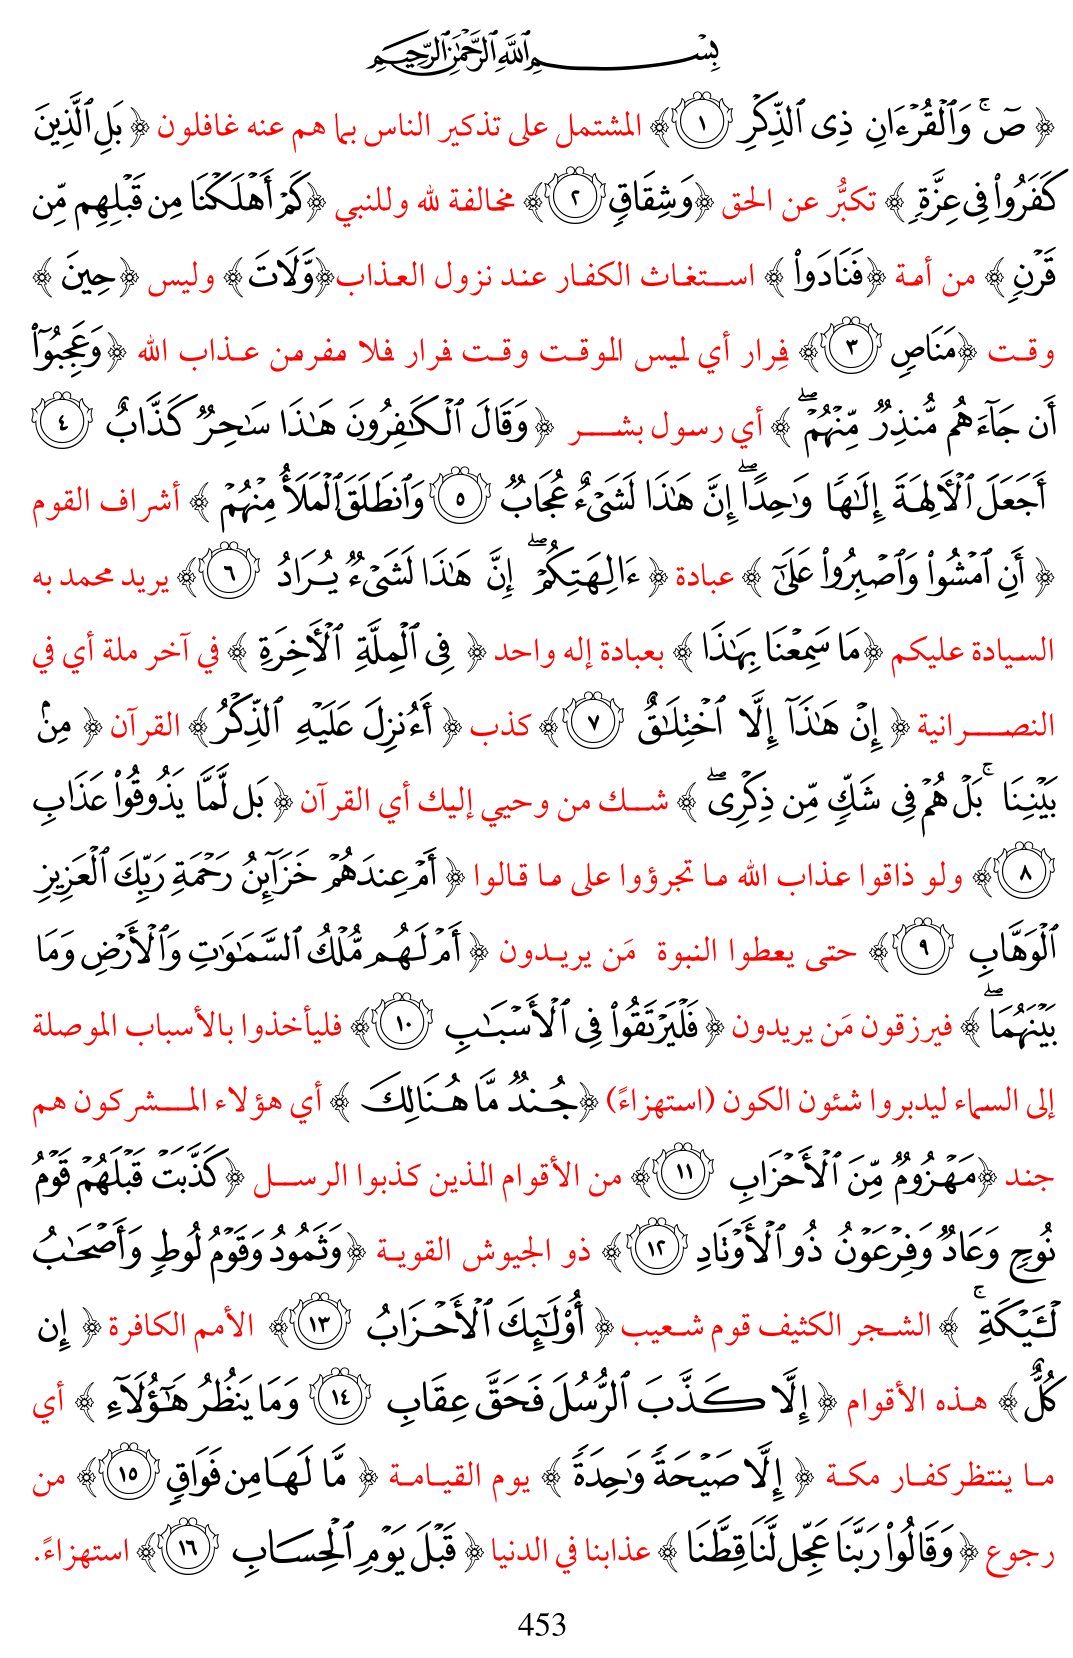 بِسْمِ ٱللَّهِ ٱلرَّحْمَٰنِ ٱلرَّحِيمِ
﴿ صٓ ۚ وَٱلْقُرْءَانِ ذِى ٱلذِّكْرِ ١ ﴾ المشتمل على تذكير الناس بما هم عنه غافلون ﴿ بَلِ ٱلَّذِينَ
كَفَرُوا۟ فِى عِزَّةٍ ﴾ تكبُّر عن الحق ﴿ وَشِقَاقٍ ٢ ﴾ مخالفة لله وللنبي ﴿ كَمْ أَهْلَكْنَا مِن قَبْلِهِم مِّن
قَرْنٍ ﴾ من أمة ﴿ فَنَادَوا۟ ﴾ استغاث الكفار عند نزول العذاب ﴿ وَّلَاتَ ﴾ وليس ﴿ حِينَ ﴾
وقت ﴿ مَنَاصٍ ٣ ﴾ فِرار أي لميس الموقت وقت فرار فلا مفرمن عذاب الله ﴿ وَعَجِبُوٓا۟
أَن جَآءَهُم مُّنذِرٌ مِّنْهُمْ ۖ ﴾ أي رسول بشر ﴿ وَقَالَ ٱلْكَٰفِرُونَ هَٰذَا سَٰحِرٌ كَذَّابٌ ٤
أَجَعَلَ ٱلْأَلِهَةَ إِلَٰهًا وَٰحِدًا ۖ إِنَّ هَٰذَا لَشَىْءٌ عُجَابٌ ٥ وَٱنطَلَقَ ٱلْمَلَأُ مِنْهُمْ ﴾ أشراف القوم
﴿ أَنِ ٱمْشُوا۟ وَٱصْبِرُوا۟ عَلَىٰٓ ﴾ عبادة ﴿ ءَالِهَتِكُمْ ۖ إِنَّ هَٰذَا لَشَىْءٌ يُرَادُ ٦ ﴾ يريد محمد به
السيادة عليكم ﴿ مَا سَمِعْنَا بِهَٰذَا ﴾ بعبادة إله واحد ﴿ فِى ٱلْمِلَّةِ ٱلْأَخِرَةِ ﴾ في آخر ملة أي في
النصرانية ﴿ إِنْ هَٰذَآ إِلَّا ٱخْتِلَٰقٌ ٧ ﴾ كذب ﴿ أَءُنزِلَ عَلَيْهِ ٱلذِّكْرُ ﴾ القرآن ﴿ مِنۢ
بَيْنِنَا ۚ بَلْ هُمْ فِى شَكٍّ مِّن ذِكْرِى ۖ ﴾ شك من وحيي إليك أي القرآن ﴿ بَل لَّمَّا يَذُوقُوا۟ عَذَابِ
٨ ﴾ ولو ذاقوا عذاب الله ما تجرؤوا على ما قالوا ﴿ أَمْ عِندَهُمْ خَزَآئِنُ رَحْمَةِ رَبِّكَ ٱلْعَزِيزِ
ٱلْوَهَّابِ ٩ ﴾ حتى يعطوا النبوة مَن يريدون ﴿ أَمْ لَهُم مُّلْكُ ٱلسَّمَٰوَٰتِ وَٱلْأَرْضِ وَمَا
بَيْنَهُمَا ۖ ﴾ فيرزقون مَن يريدون ﴿ فَلْيَرْتَقُوا۟ فِى ٱلْأَسْبَٰبِ ١٠ ﴾ فليأخذوا بالأسباب الموصلة
إلى السماء ليدبروا شئون الكون (استهزاءً) ﴿ جُندٌ مَّا هُنَالِكَ ﴾ أي هؤلاء المشركون هم
جند ﴿ مَهْزُومٌ مِّنَ ٱلْأَحْزَابِ ١١ ﴾ من الأقوام المذين كذبوا الرسل ﴿ كَذَّبَتْ قَبْلَهُمْ قَوْمُ
نُوحٍ وَعَادٌ وَفِرْعَوْنُ ذُو ٱلْأَوْتَادِ ١٢ ﴾ ذو الجيوش القوية ﴿ وَثَمُودُ وَقَوْمُ لُوطٍ وَأَصْحَٰبُ
لْـَٔيْكَةِ ۚ ﴾ الشجر الكثيف قوم شعيب ﴿ أُو۟لَٰٓئِكَ ٱلْأَحْزَابُ ١٣ ﴾ الأمم الكافرة ﴿ إِن
كُلٌّ ﴾ هذه الأقوام ﴿ إِلَّا كَذَّبَ ٱلرُّسُلَ فَحَقَّ عِقَابِ ١٤ وَمَا يَنظُرُ هَٰٓؤُلَآءِ ﴾ أي
ما ينتظركفار مكة ﴿ إِلَّا صَيْحَةً وَٰحِدَةً ﴾ يوم القيامة ﴿ مَّا لَهَا مِن فَوَاقٍ ١٥ ﴾ من
رجوع ﴿ وَقَالُوا۟ رَبَّنَا عَجِّل لَّنَا قِطَّنَا ﴾ عذابنا في الدنيا ﴿ قَبْلَ يَوْمِ ٱلْحِسَابِ ١٦ ﴾ استهزاءً.
453